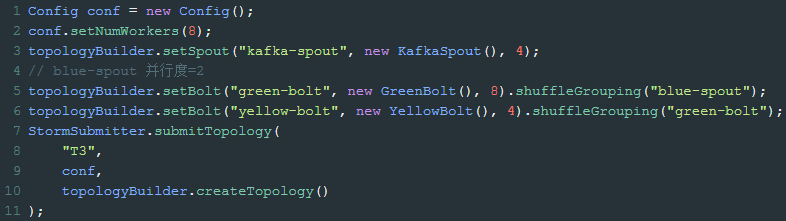 1 Config conf = new Config();
2 conf.setNumWorkers(8);
3 topologyBuilder.setSpout("kafka-spout", new KafkaSpout(), 4);
4 // blue-spout 并行度=2
5 topologyBuilder.setBolt("green-bolt", new GreenBolt(), 8).shuffleGrouping("blue-spout");
6 topologyBuilder.setBolt("yellow-bolt", new YellowBolt(), 4).shuffleGrouping("green-bolt");
7 StormSubmitter.submitTopology(
8     "T3",
9     conf,
10     topologyBuilder.createTopology()
11 );